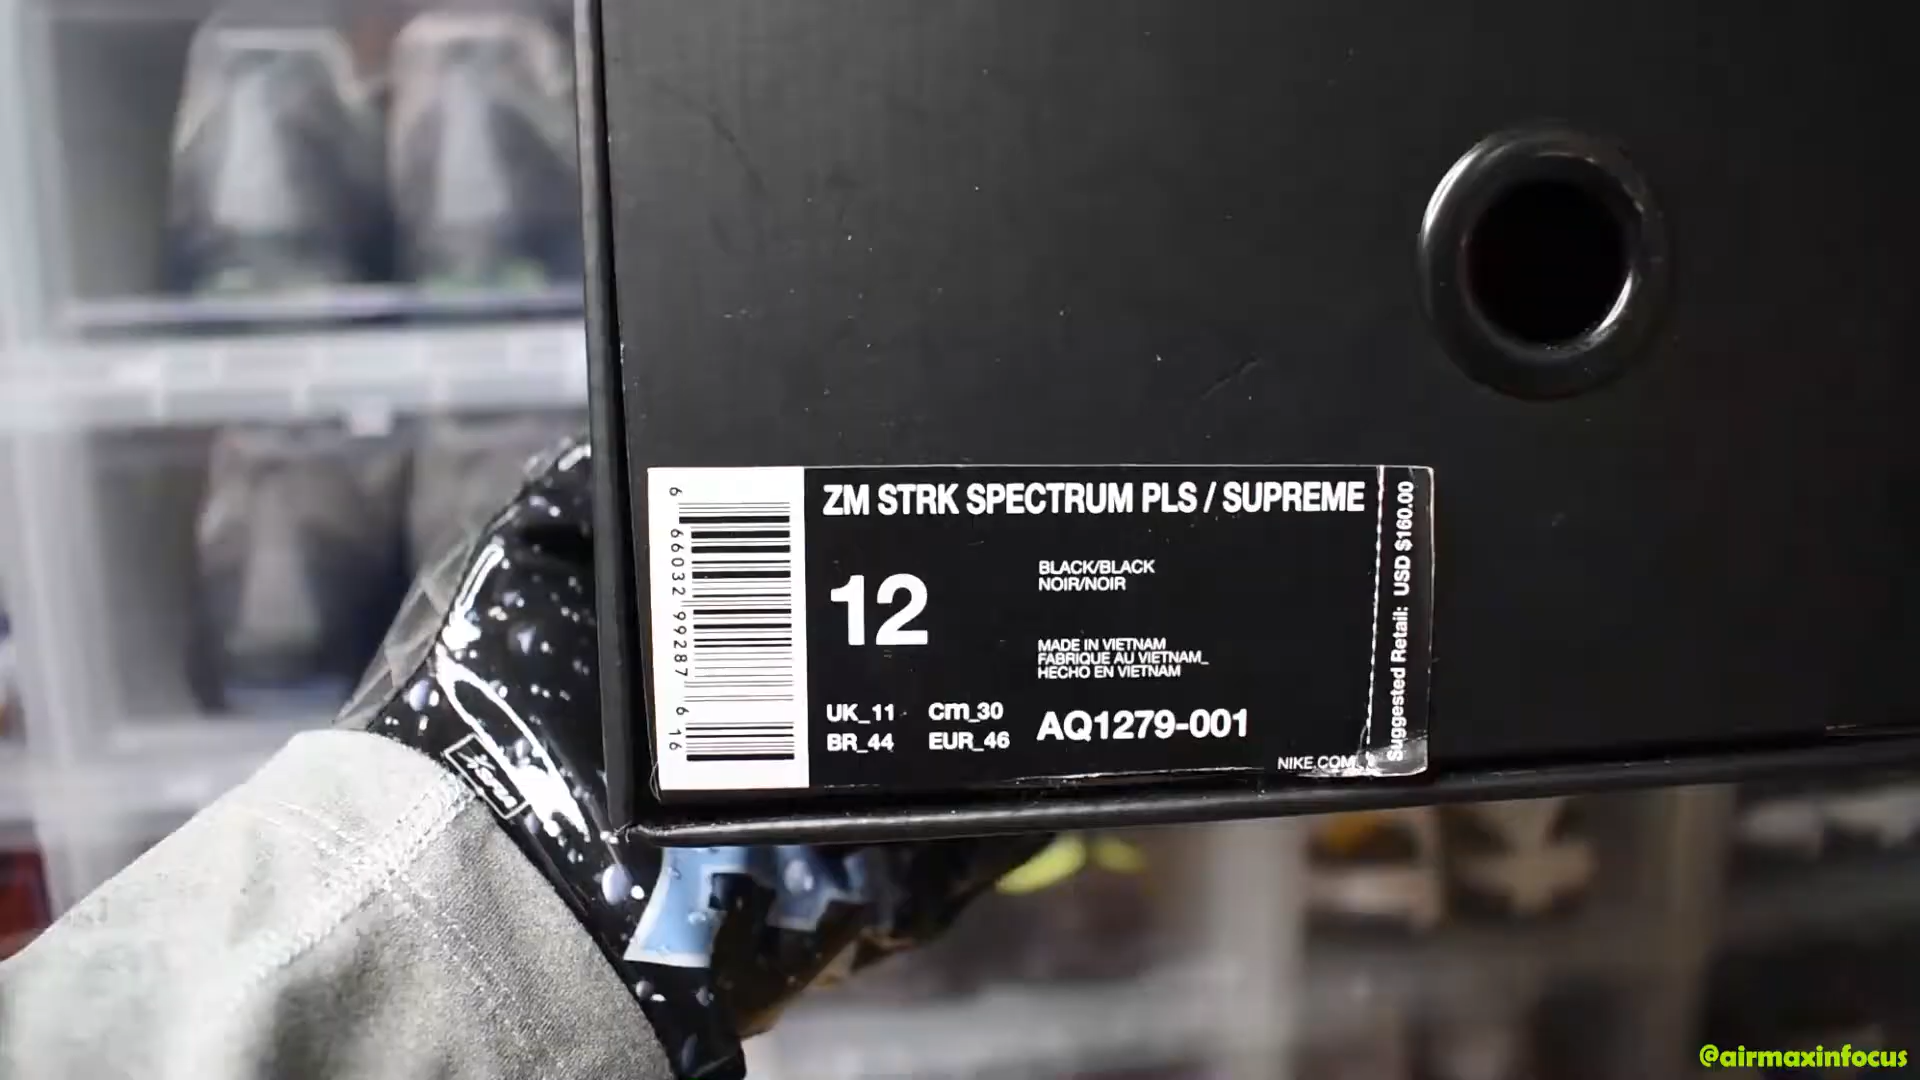 ZM STRK SPECTRUM PLS / SUPREME
Suggested Retail: USD $160.00
6 66032 99287 6 16
12
BLACK/BLACK
NOIR/NOIR
MADE IN VIETNAM
FABRIQUE AU VIETNAM_
HECHO EN VIETNAM
UK_11 Cm_30
BR_44 EUR_46
AQ1279-001
NIKE.COM
@airmaxinfocus